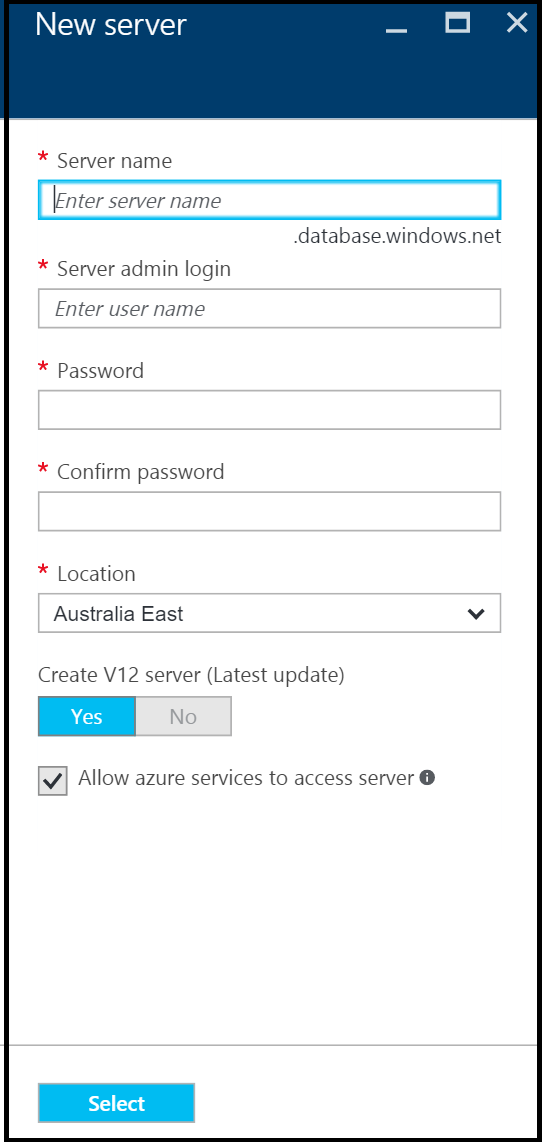 New server
* Server name
Enter server name
.database.windows.net
* Server admin login
Enter user name
* Password
* Confirm password
* Location
Australia East
Create V12 server (Latest update)
Yes No
Allow azure services to access server
Select